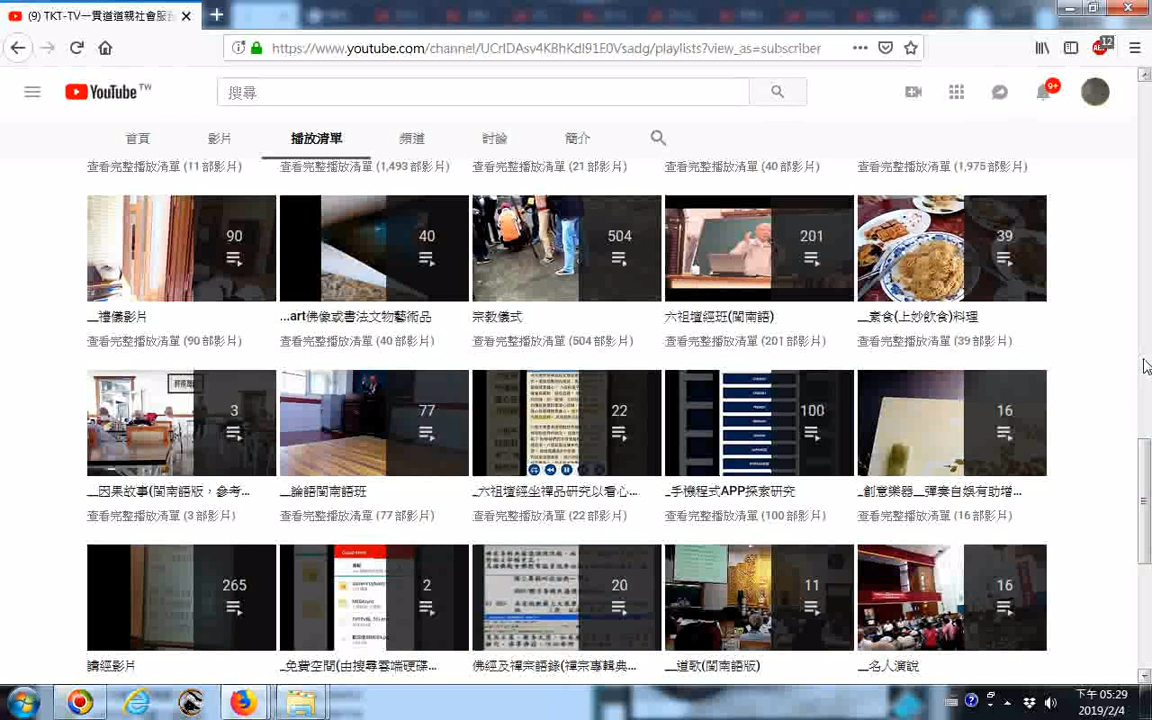 (9) TKT-TV一貫道道親社會服
https://www.youtube.com/channel/UCrIDAsv4KBhKdI91E0Vsadg/playlists?view_as=subscriber
12
YouTube TW
搜尋
9+
首頁 影片 播放清單 頻道 討論 簡介
查看完整播放清單 (11 部影片) 查看完整播放清單 (1,493 部影片) 查看完整播放清單 (21 部影片) 查看完整播放清單 (40 部影片) 查看完整播放清單 (1,975 部影片)
90 40 504 201 39
__禮儀影片 ...art佛像或書法文物藝術品 宗教儀式 六祖壇經班(閩南語) __素食(上妙飲食)料理
查看完整播放清單 (90 部影片) 查看完整播放清單 (40 部影片) 查看完整播放清單 (504 部影片) 查看完整播放清單 (201 部影片) 查看完整播放清單 (39 部影片)
3 77 22 100 16
__因果故事(閩南語版，參考... __論語閩南語班 _六祖壇經坐禪品研究以看心... _手機程式APP探索研究 _創意樂器__彈奏自娛有助增...
查看完整播放清單 (3 部影片) 查看完整播放清單 (77 部影片) 查看完整播放清單 (22 部影片) 查看完整播放清單 (100 部影片) 查看完整播放清單 (16 部影片)
265 2 20 11 16
講經影片 _免費空間(由搜尋雲端硬碟... 佛經及禪宗語錄(禪宗專輯典... __道歌(閩南語版) __名人演說
下午 05:29
2019/2/4